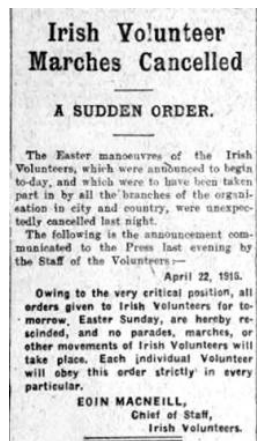 Irish Volunteer
Marches Cancelled
A SUDDEN ORDER.
The Easter manoeuvres of the Irish
Volunteers, which were announced to begin
to-day, and which were to have been taken
part in by all the branches of the organi-
sation in city and country, were unexpec-
tedly cancelled last night.
The following is the announcement com-
municated to the Press last evening by
the Staff of the Volunteers:—
April 22, 1916.
Owing to the very critical position, all
orders given to Irish Volunteers for to-
morrow, Easter Sunday, are hereby re-
scinded, and no parades, marches, or
other movements of Irish Volunteers will
take place. Each individual Volunteer
will obey this order strictly in every
particular.
EOIN MACNEILL,
Chief of Staff,
Irish Volunteers.